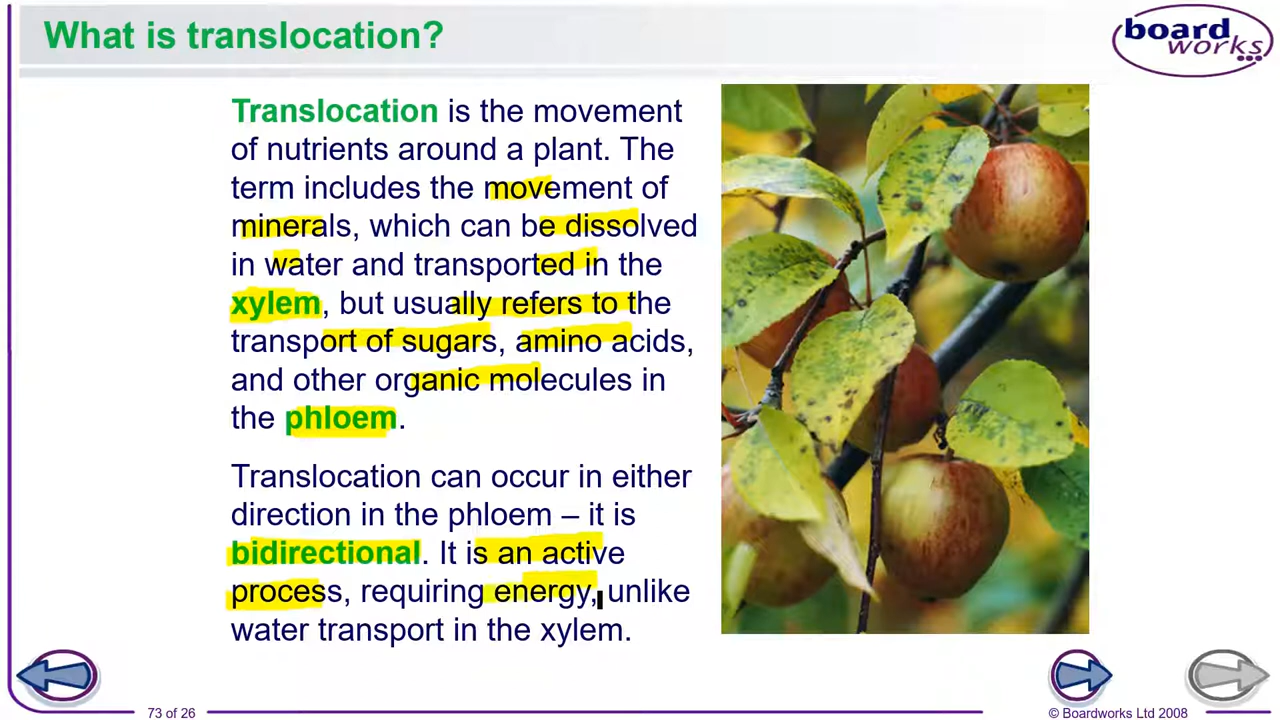 What is translocation?
board
works
Translocation is the movement
of nutrients around a plant. The
term includes the movement of
minerals, which can be dissolved
in water and transported in the
xylem, but usually refers to the
transport of sugars, amino acids,
and other organic molecules in
the phloem.
Translocation can occur in either
direction in the phloem – it is
bidirectional. It is an active
process, requiring energy, unlike
water transport in the xylem.
73 of 26
© Boardworks Ltd 2008